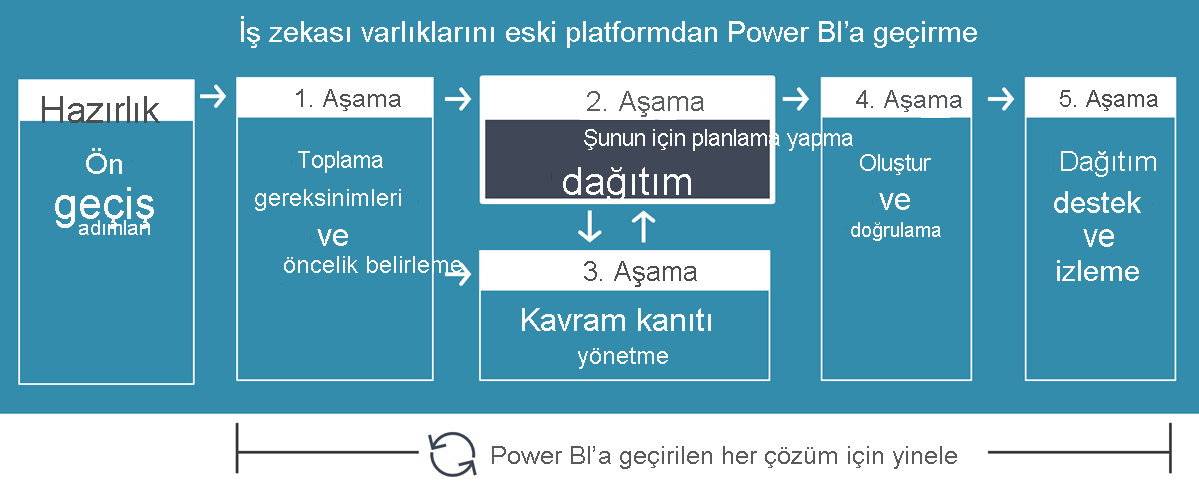 İş zekası varlıklarını eski platformdan Power BI’a geçirme
Hazırlık
Ön
geçiş
adımları
1. Aşama
Toplama
gereksinimleri
ve
öncelik belirleme
2. Aşama
Şunun için planlama yapma
dağıtım
3. Aşama
Kavram kanıtı
yönetme
4. Aşama
Oluştur
ve
doğrulama
5. Aşama
Dağıtım
destek
ve
izleme
Power BI’a geçirilen her çözüm için yinele